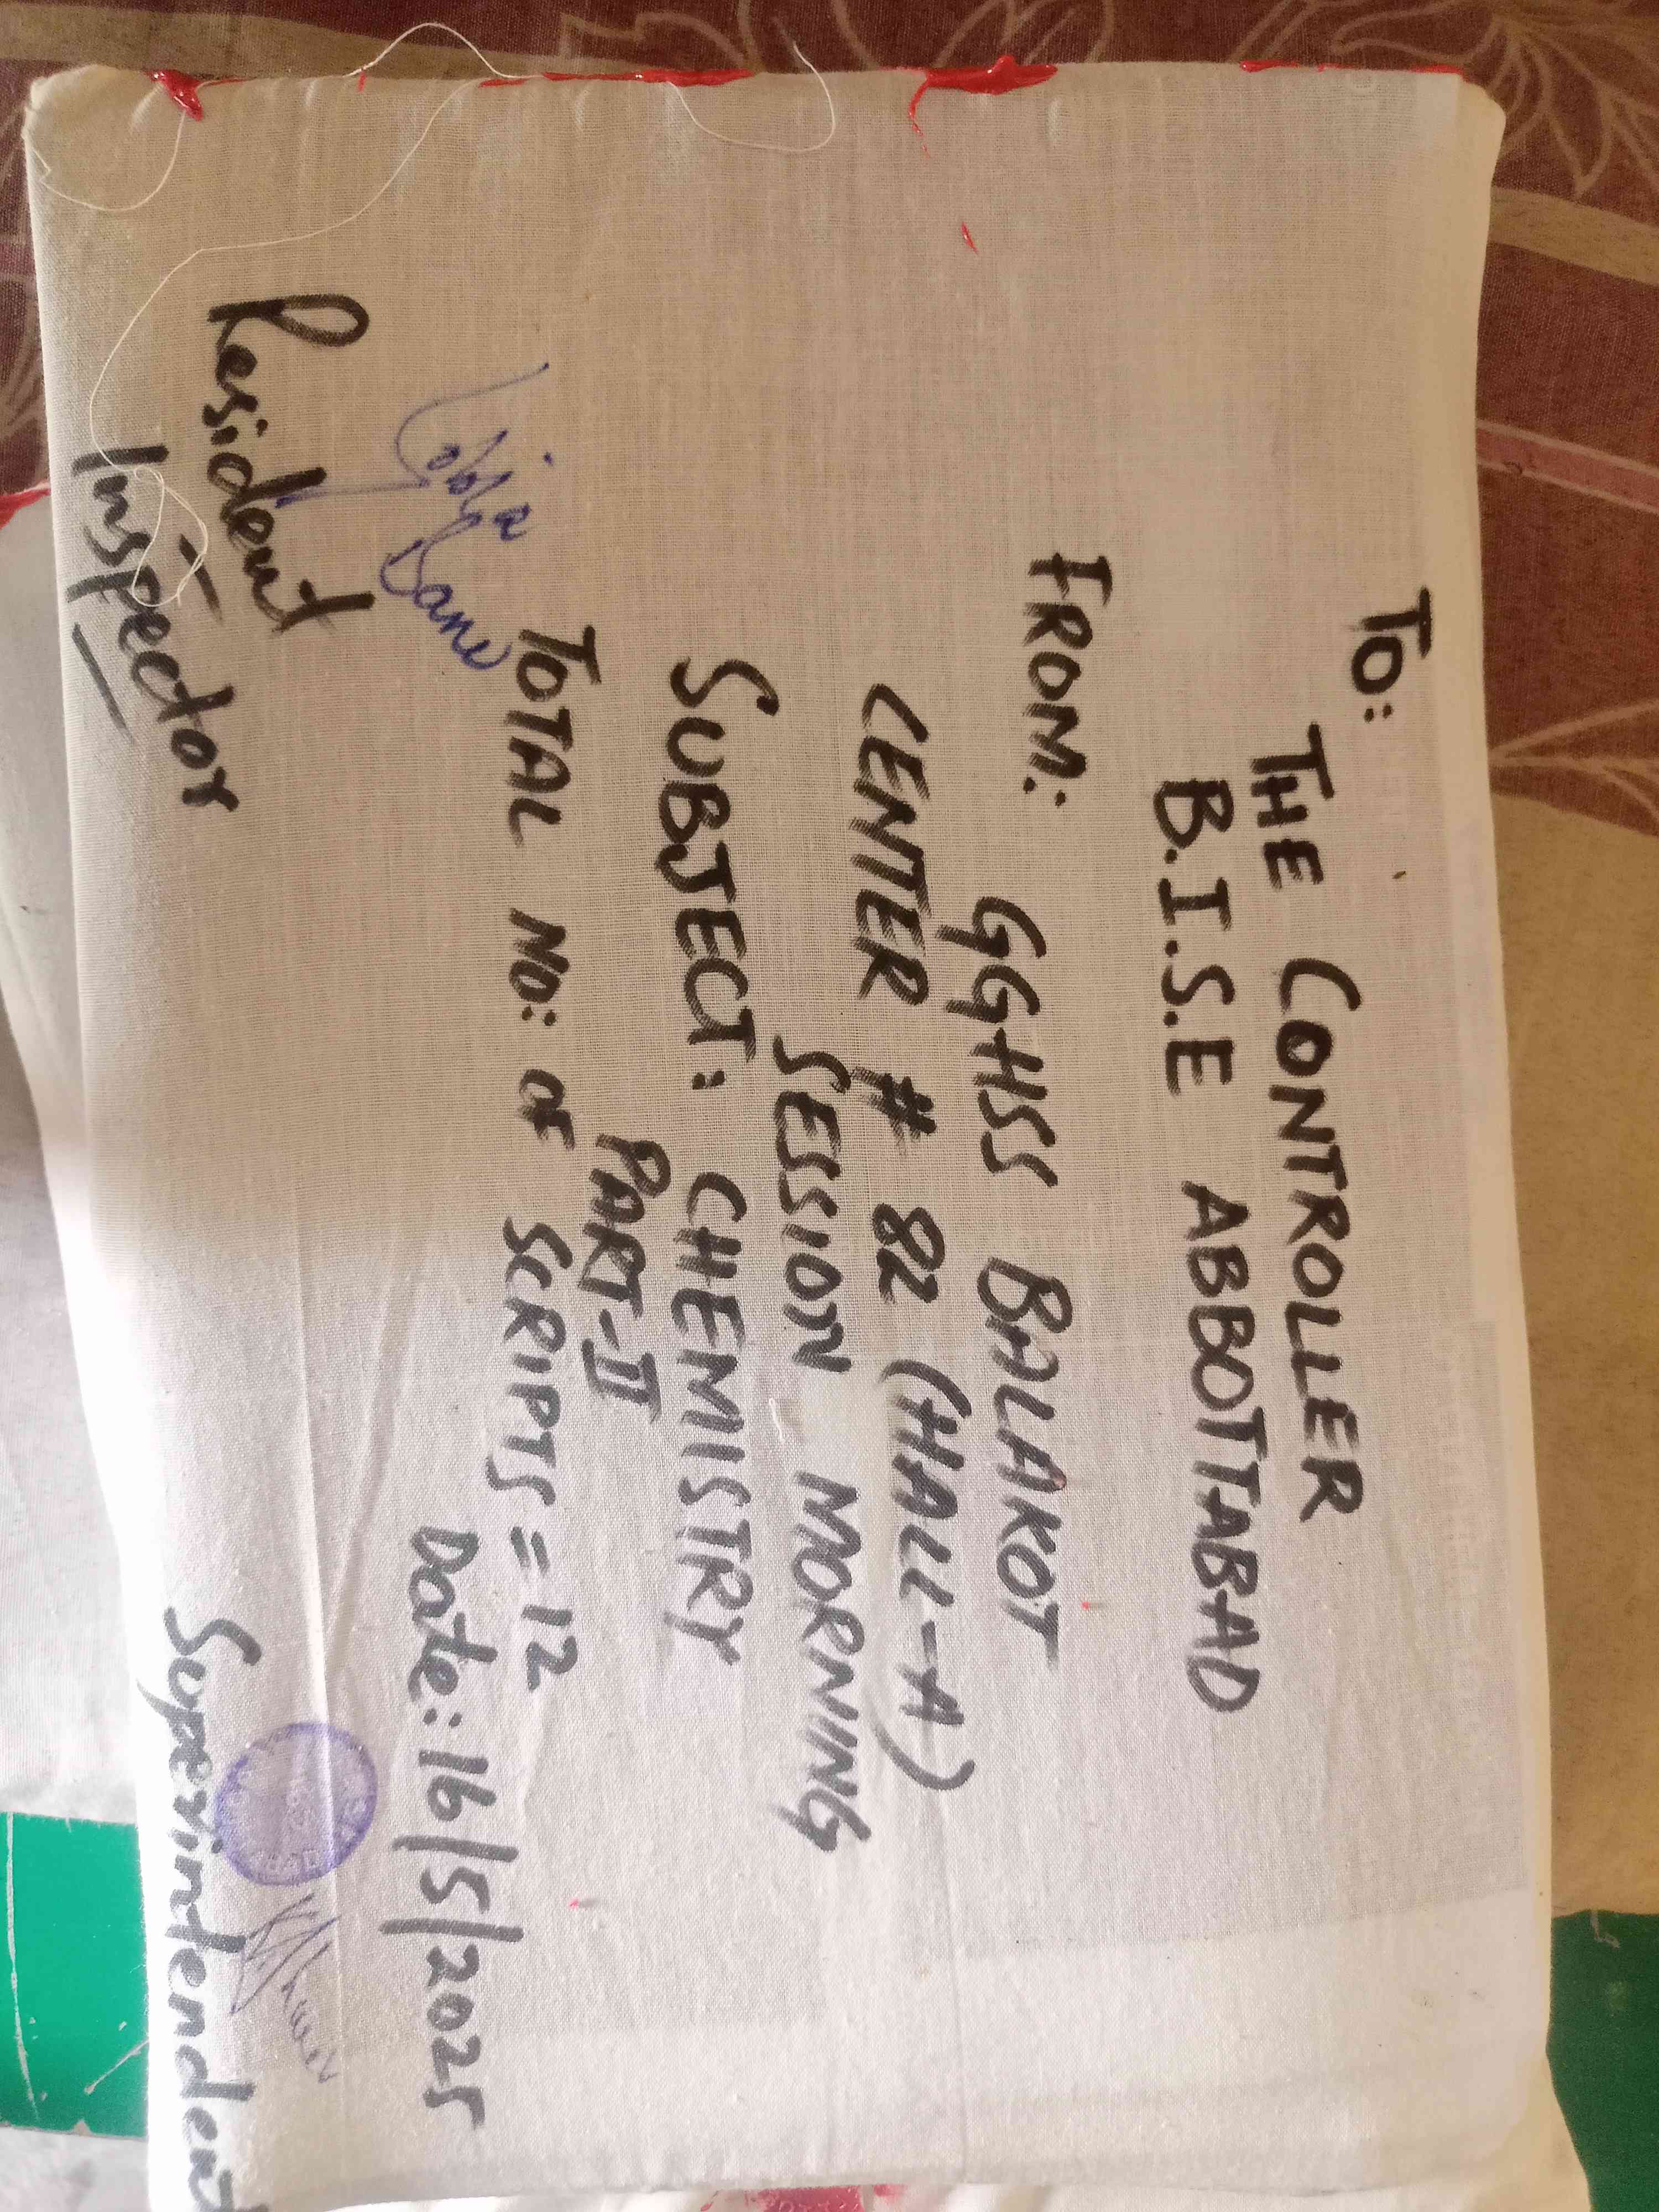 TO:
THE CONTROLLER
B.I.S.E ABBOTTABAD
FROM:
GGHSS BALAKOT
CENTER # 82 (HALL-A)
SESSION MORNING
SUBJECT: CHEMISTRY
PART-II
TOTAL NO: OF SCRIPTS = 12
Date: 16/5/2025
Resident
Inspector
Superintendent